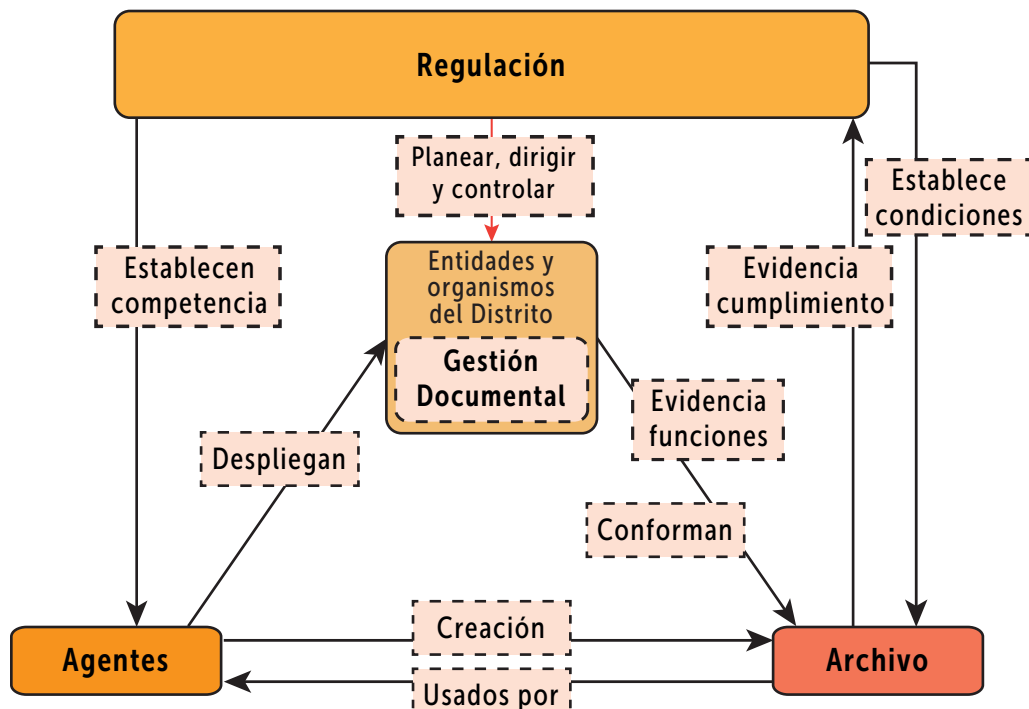 Regulación
Planear, dirigir
y controlar
Establece
condiciones
Establecen
competencia
Entidades y
organismos
del Distrito
Gestión
Documental
Evidencia
cumplimiento
Evidencia
funciones
Despliegan
Conforman
Creación
Agentes
Archivo
Usados por